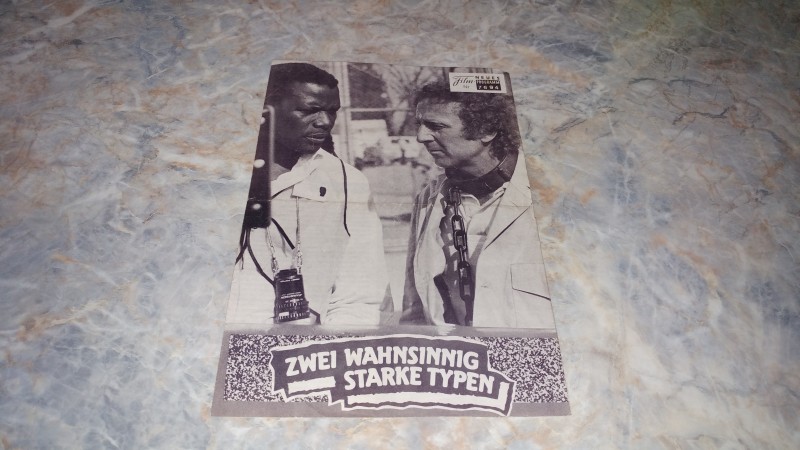 film
NEUES
PROGRAMM
7694
ZWEI WAHNSINNIG
STARKE TYPEN